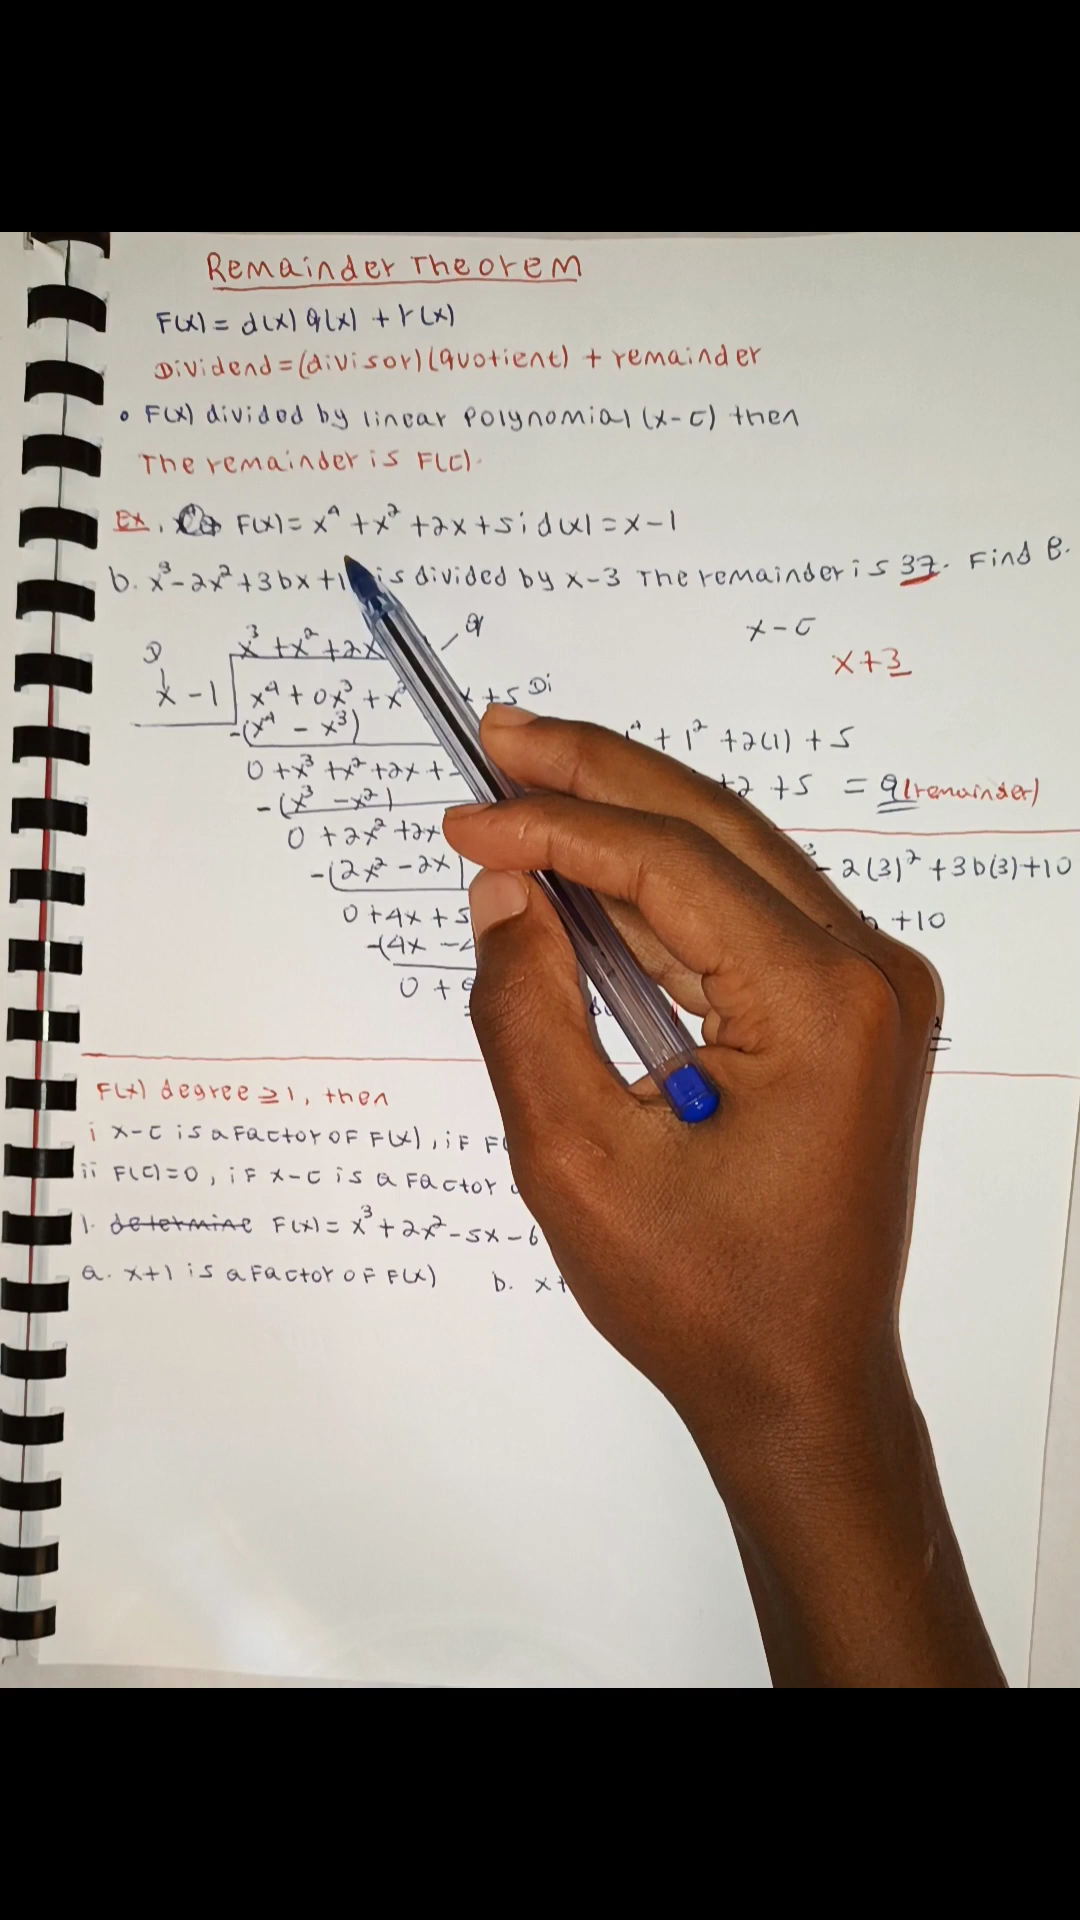 Remainder Theorem
F(x) = d(x) q(x) + r(x)
Dividend = (divisor) (quotient) + remainder
• F(x) divided by linear polynomial (x-c) then
The remainder is F(c).
Ex. F(x) = x⁴ + x² + 2x + 5 ; d(x) = x - 1
b. x³ - 2x² + 3bx + 1 is divided by x - 3 The remainder is 37. Find B.
x - c
x + 3
x³ + x² + 2x
q
D
x - 1
x⁴ + 0x³ + x x + 5 Di
-(x⁴ - x³)
0 + x³ + x² + 2x +
-(x³ - x²)
0 + 2x² + 2x
-(2x² - 2x)
0 + 4x + 5
-(4x -
0 +
+ 1² + 2(1) + 5
+2 + 5 = 9 (remainder)
- 2(3)² + 3b(3) + 10
+ 10
F(x) degree ≥ 1, then
i x-c is a factor of F(x), if
ii F(c) = 0, if x-c is a factor
1. determine F(x) = x³ + 2x² - 5x - 6
a. x+1 is a factor of F(x) b. x+